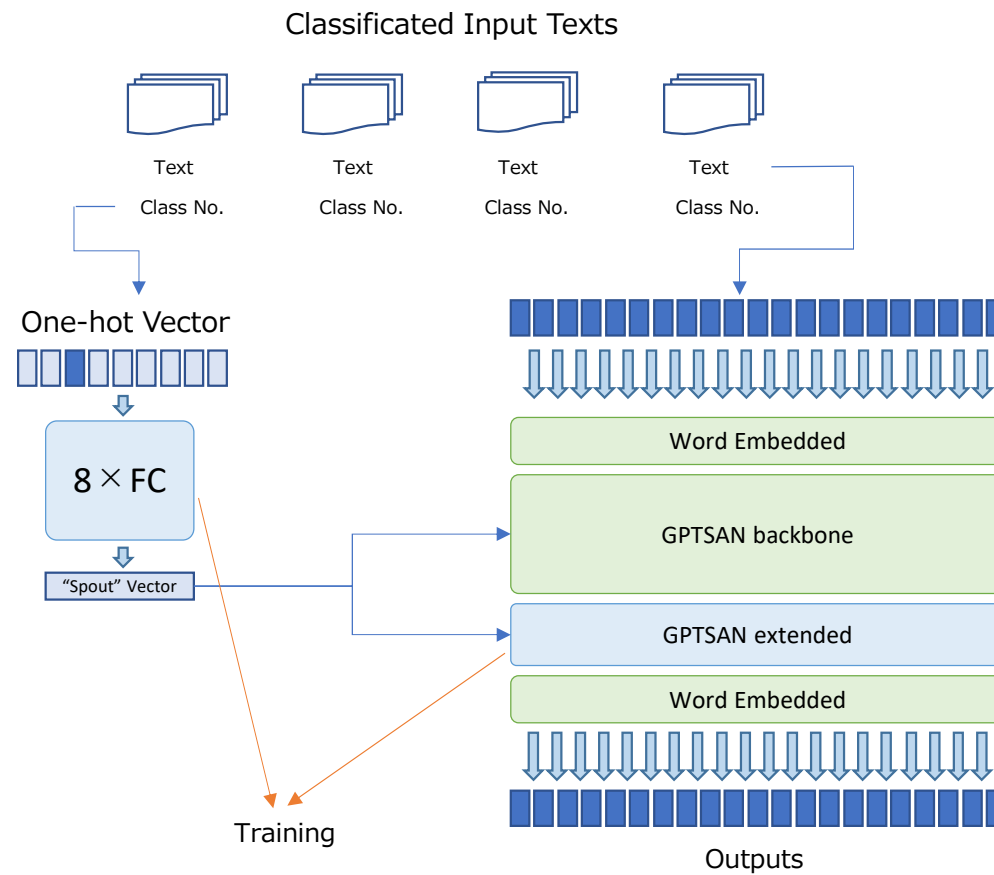 Classificated Input Texts
Text Text Text Text
Class No. Class No. Class No. Class No.
One-hot Vector
8×FC
“Spout” Vector
Word Embedded
GPTSAN backbone
GPTSAN extended
Word Embedded
Training
Outputs